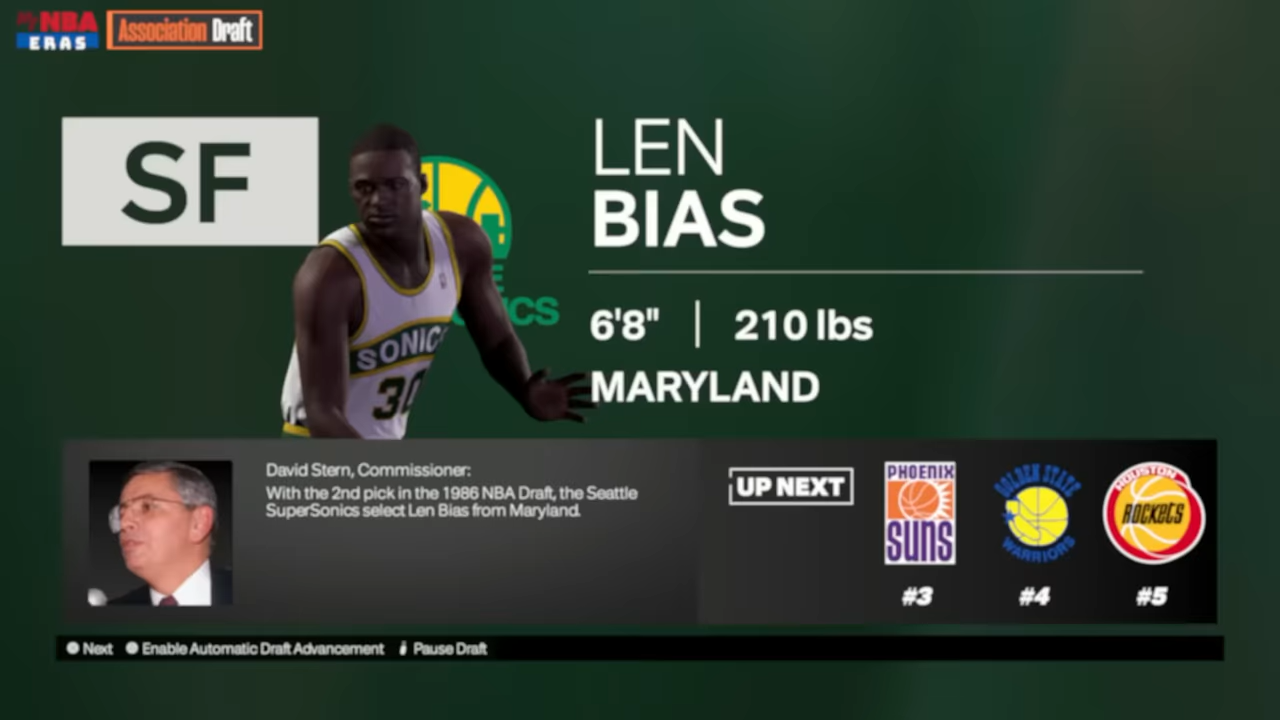 NBA
ERAS
Association Draft
SF
LEN
BIAS
6'8" | 210 lbs
MARYLAND
SONICS
30
David Stern, Commissioner:
With the 2nd pick in the 1986 NBA Draft, the Seattle
SuperSonics select Len Bias from Maryland.
UP NEXT
PHOENIX
SUNS
GOLDEN STATE
WARRIORS
HOUSTON
ROCKETS
#3
#4
#5
Next
Enable Automatic Draft Advancement
Pause Draft